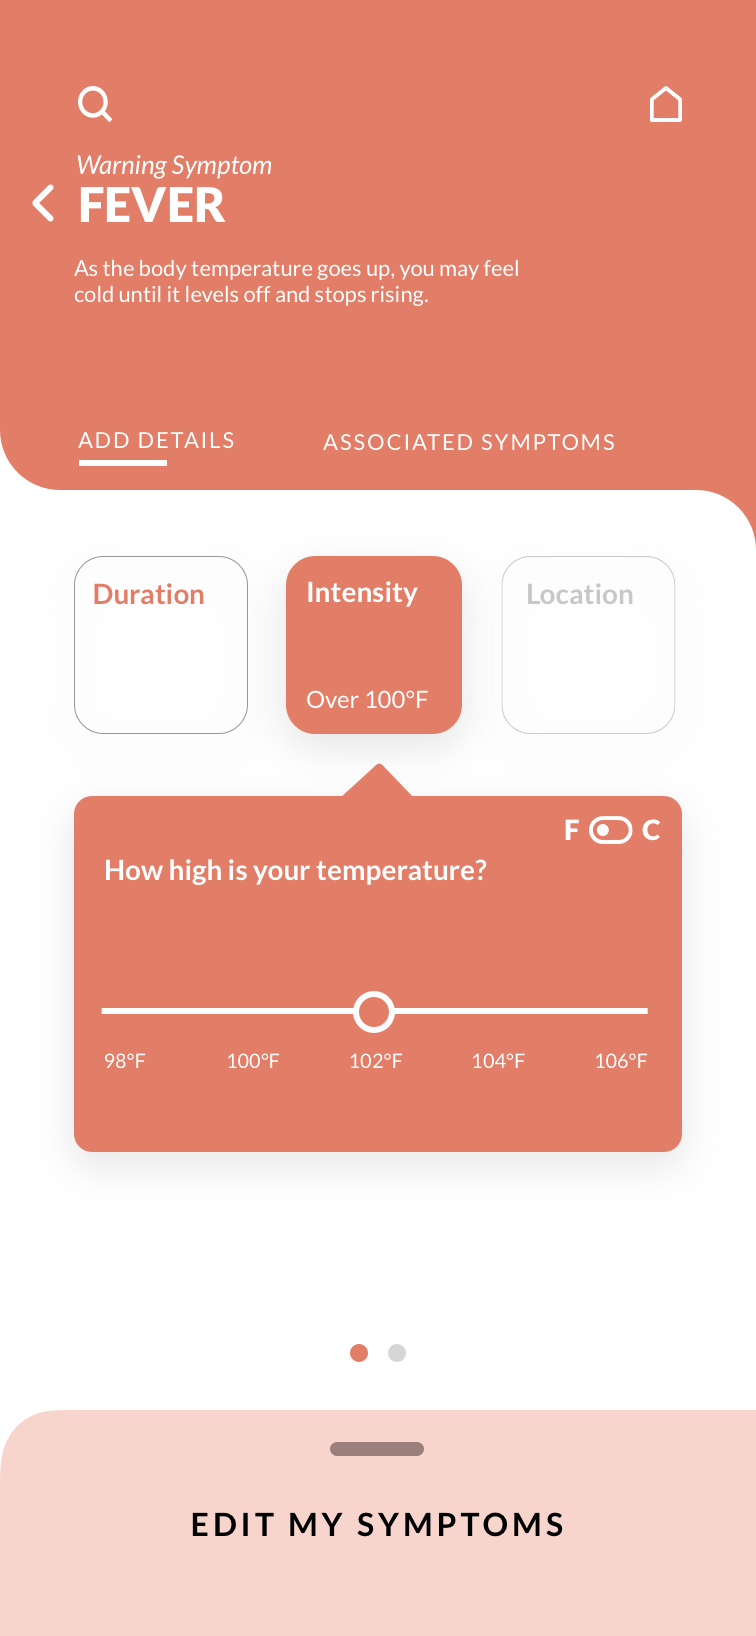 Warning Symptom
FEVER
As the body temperature goes up, you may feel
cold until it levels off and stops rising.
ADD DETAILS
ASSOCIATED SYMPTOMS
Duration
Intensity
Over 100°F
Location
F C
How high is your temperature?
98°F 100°F 102°F 104°F 106°F
EDIT MY SYMPTOMS